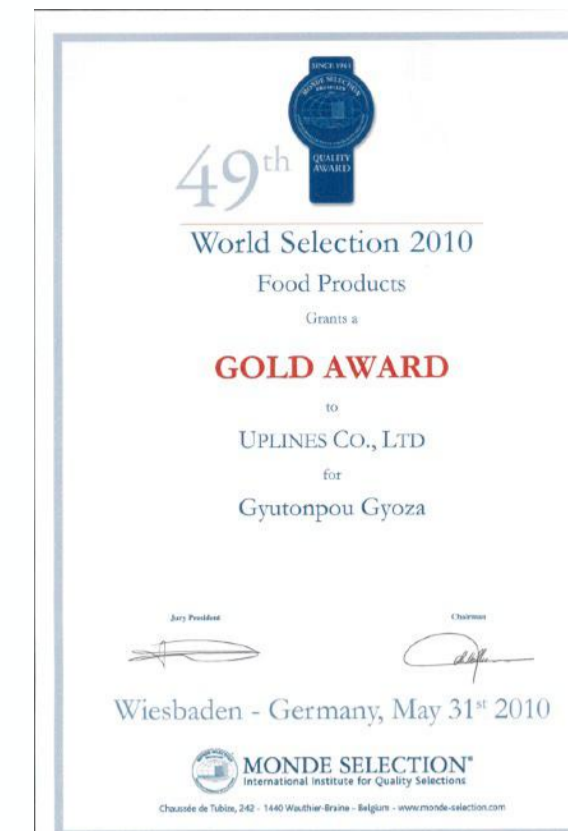 SINCE 1961
MONDE SELECTION
QUALITY
AWARD
49th
World Selection 2010
Food Products
Grants a
GOLD AWARD
to
UPLINES CO., LTD
for
Gyutonpou Gyoza
Jury President
Chairman
Wiesbaden - Germany, May 31st 2010
MONDE SELECTION®
International Institute for Quality Selections
Chaussée de Tubize, 242 - 1440 Wauthier-Braine - Belgium - www.monde-selection.com